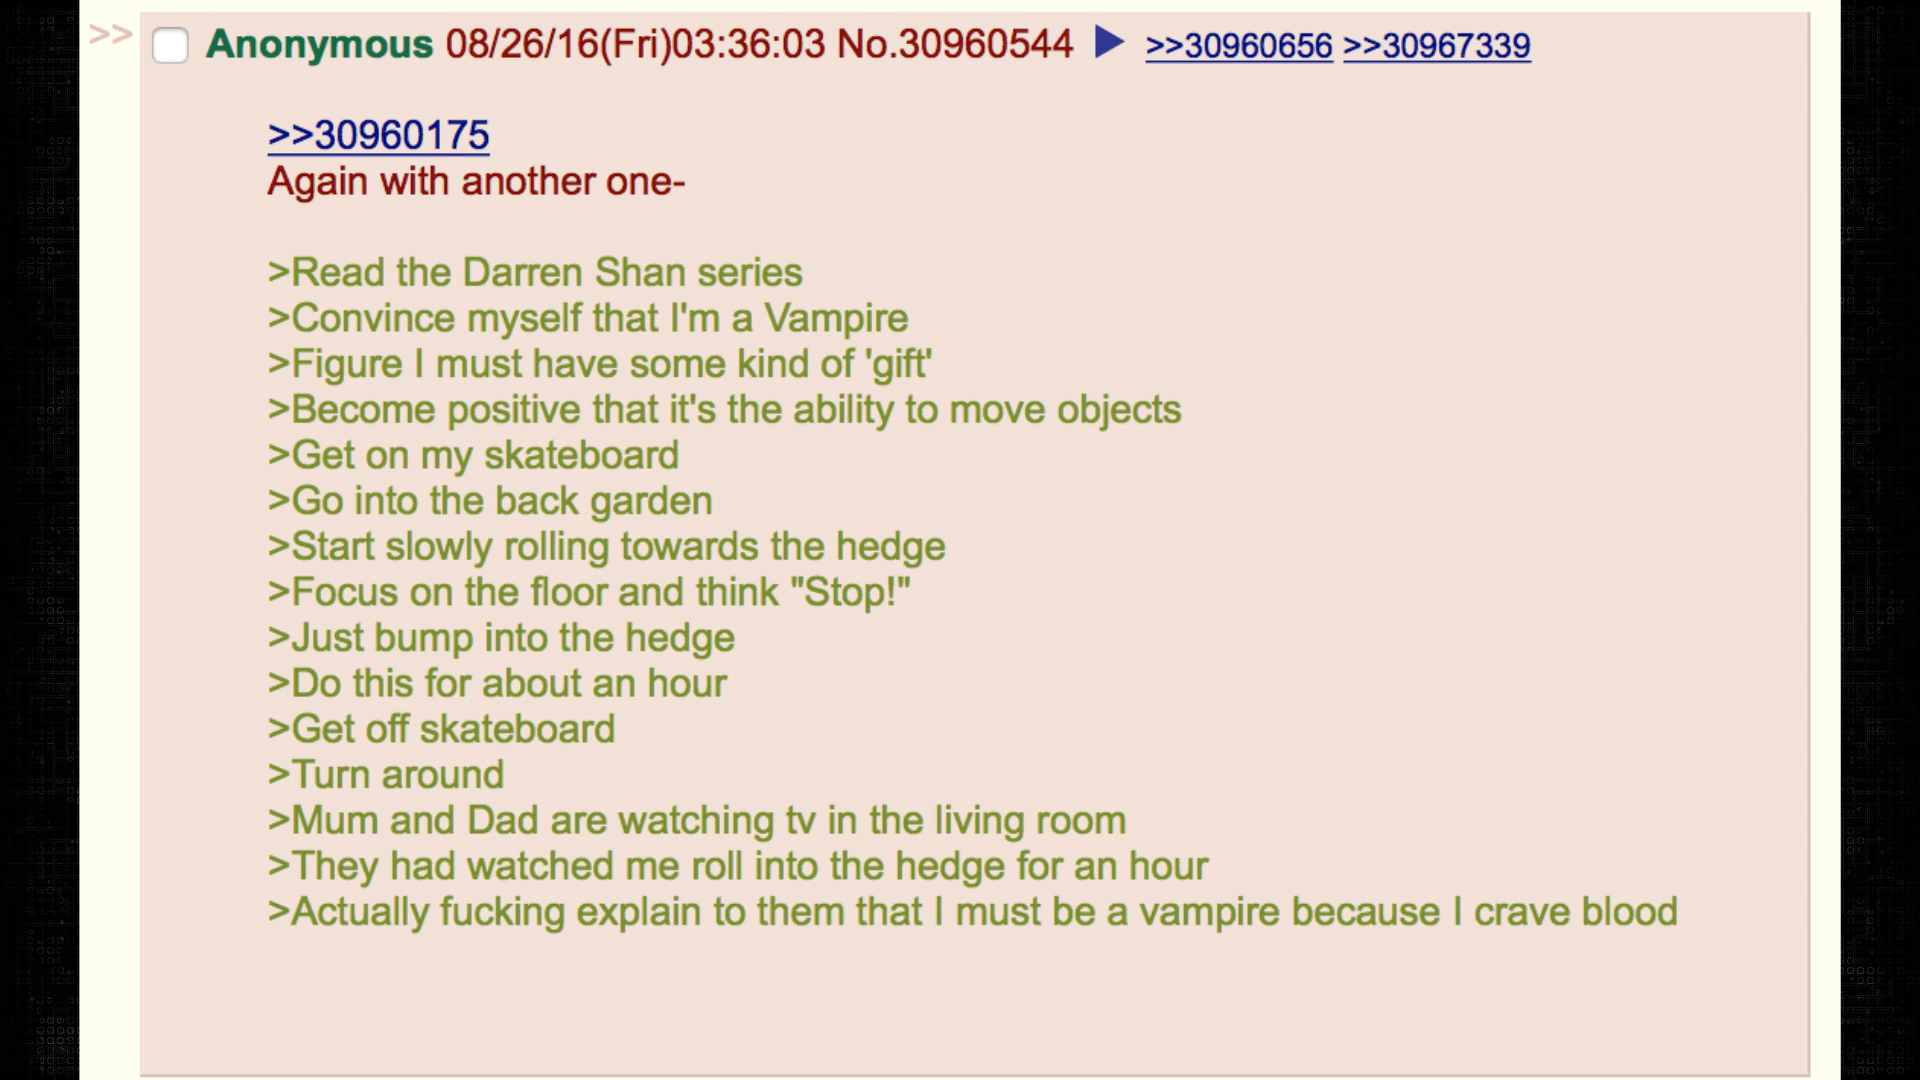 >> Anonymous 08/26/16(Fri)03:36:03 No.30960544 ▶ >>30960656 >>30967339
>>30960175
Again with another one-
>Read the Darren Shan series
>Convince myself that I'm a Vampire
>Figure I must have some kind of 'gift'
>Become positive that it's the ability to move objects
>Get on my skateboard
>Go into the back garden
>Start slowly rolling towards the hedge
>Focus on the floor and think "Stop!"
>Just bump into the hedge
>Do this for about an hour
>Get off skateboard
>Turn around
>Mum and Dad are watching tv in the living room
>They had watched me roll into the hedge for an hour
>Actually fucking explain to them that I must be a vampire because I crave blood